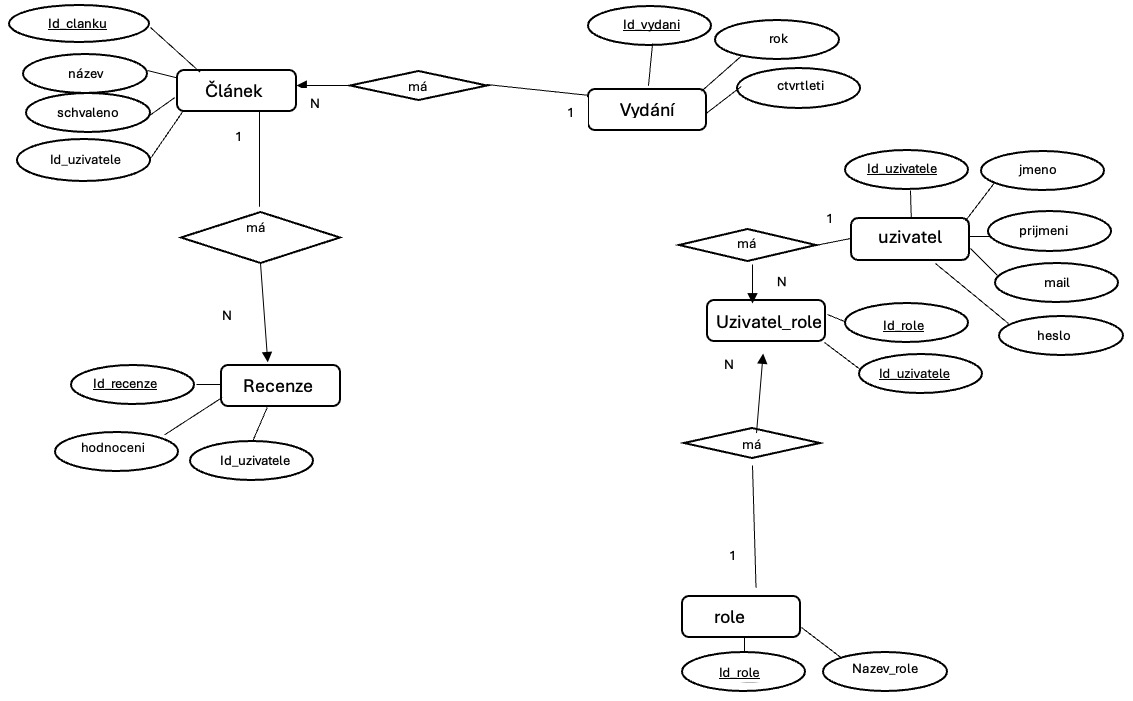 Id_clanku
název
schvaleno
Id_uzivatele
Článek
N
má
1
Vydání
Id_vydani
rok
ctvrtleti
1
má
N
Recenze
Id_recenze
hodnoceni
Id_uzivatele
Id_uzivatele
jmeno
prijmeni
mail
heslo
uzivatel
1
má
N
Uzivatel_role
Id_role
Id_uzivatele
N
má
1
role
Id_role
Nazev_role